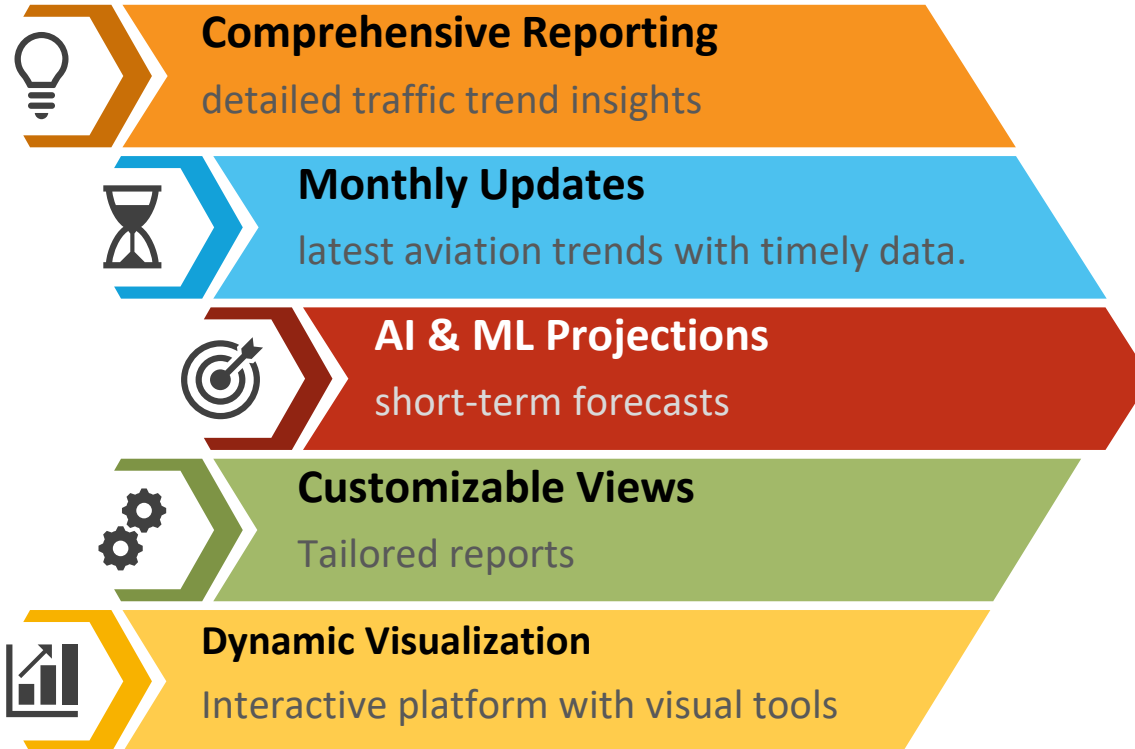 Comprehensive Reporting
detailed traffic trend insights
Monthly Updates
latest aviation trends with timely data.
AI & ML Projections
short-term forecasts
Customizable Views
Tailored reports
Dynamic Visualization
Interactive platform with visual tools